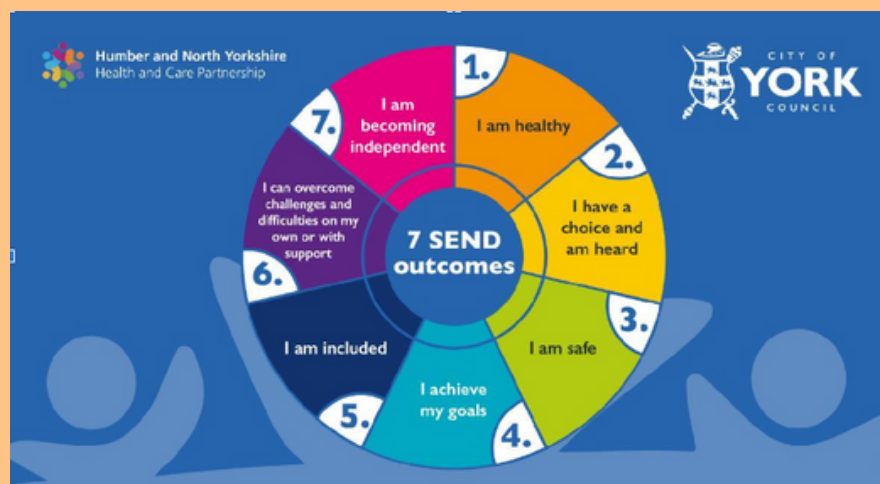 Humber and North Yorkshire
Health and Care Partnership
CITY OF
YORK
COUNCIL
7 SEND
outcomes
1.
I am healthy
2.
I have a
choice and
am heard
3.
I am safe
4.
I achieve
my goals
5.
I am included
6.
I can overcome
challenges and
difficulties on my
own or with
support
7.
I am
becoming
independent